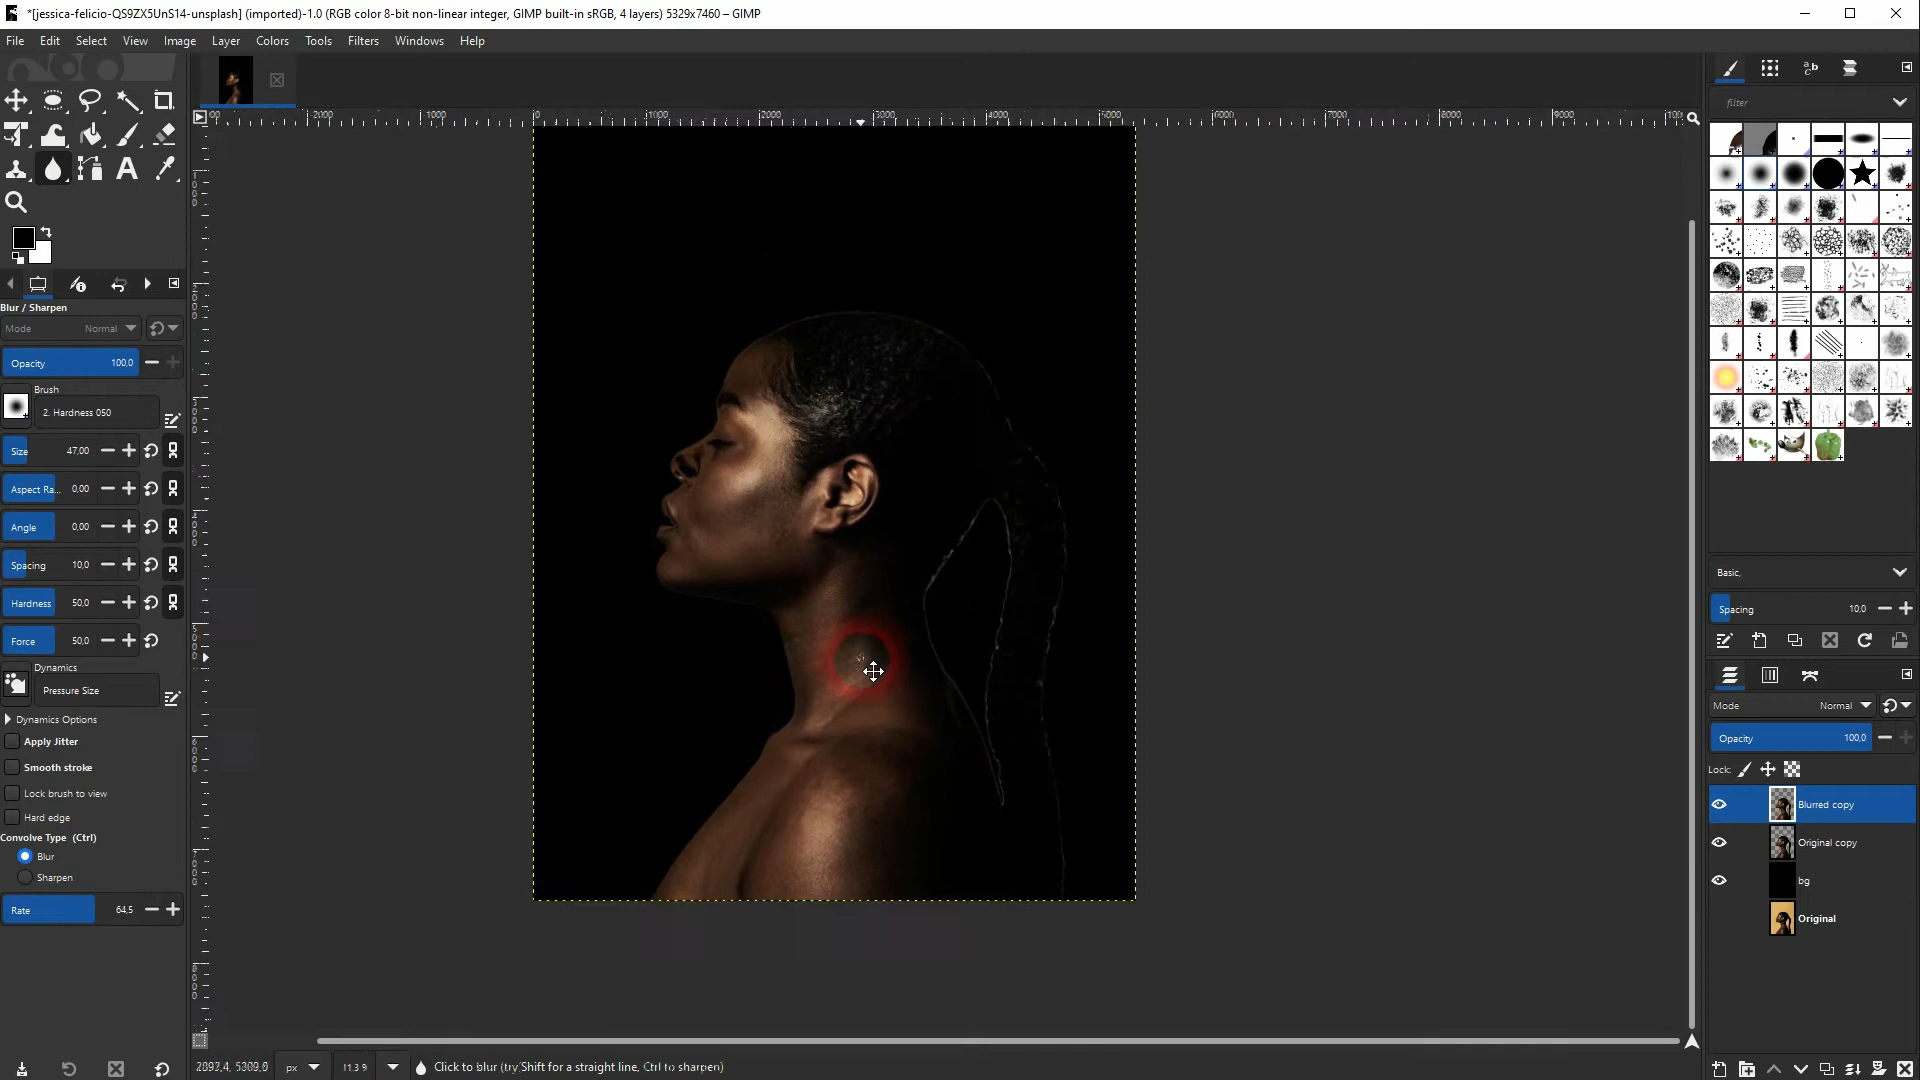 *[jessica-felicio-QS9ZX5UnS14-unsplash] (imported)-1.0 (RGB color 8-bit non-linear integer, GIMP built-in sRGB, 4 layers) 5329x7460 – GIMP
File Edit Select View Image Layer Colors Tools Filters Windows Help
filter
Blur / Sharpen
Mode Normal
Opacity 100,0
Brush
2. Hardness 050
Size 47,00
Aspect Ra... 0,00
Angle 0,00
Spacing 10,0
Hardness 50,0
Force 50,0
Dynamics
Pressure Size
Dynamics Options
Apply Jitter
Smooth stroke
Lock brush to view
Hard edge
Convolve Type (Ctrl)
Blur
Sharpen
Rate 64,5
Basic,
Spacing 10,0
Mode Normal
Opacity 100,0
Lock:
Blurred copy
Original copy
bg
Original
px 11.3 % Click to blur (try Shift for a straight line, Ctrl to sharpen)